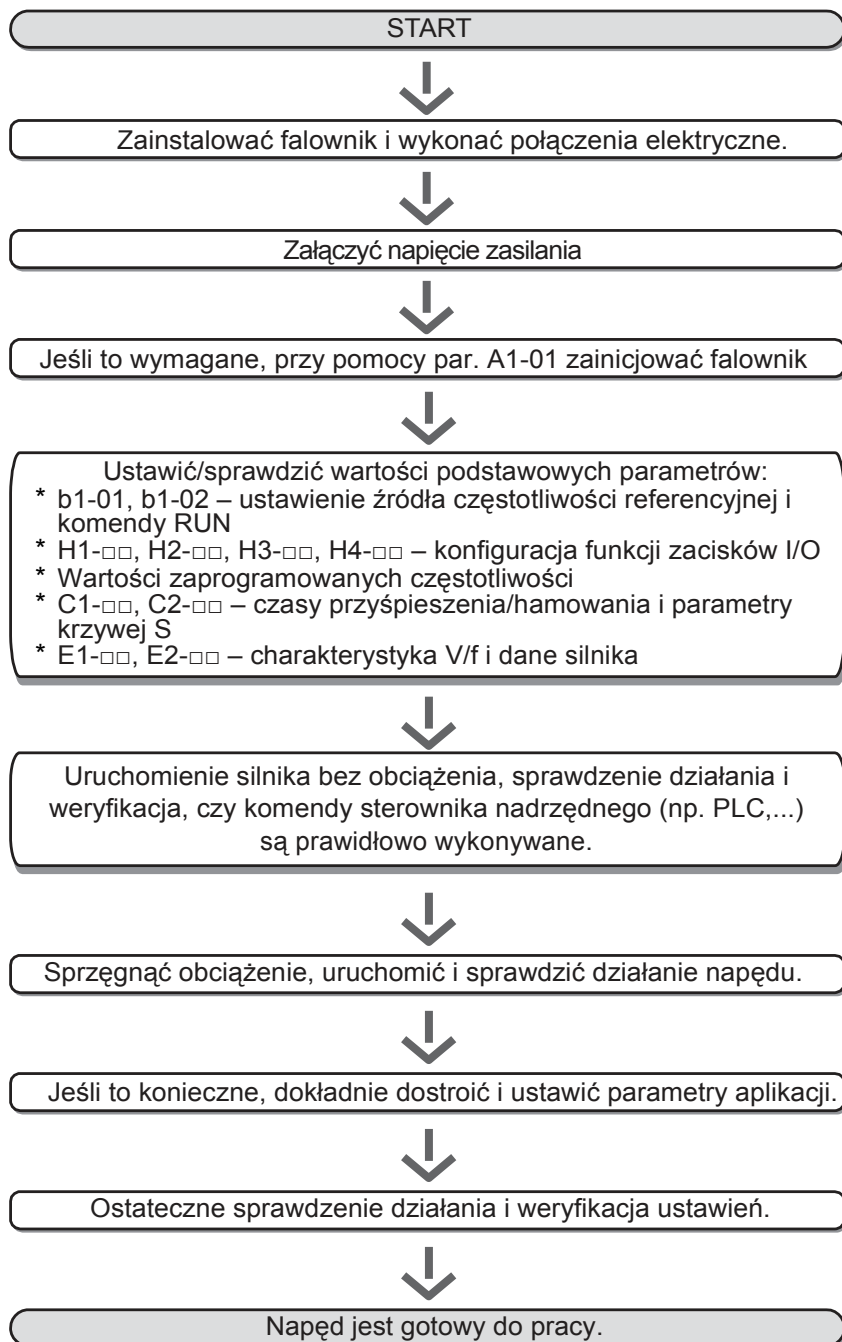 START
Zainstalować falownik i wykonać połączenia elektryczne.
Załączyć napięcie zasilania
Jeśli to wymagane, przy pomocy par. A1-01 zainicjować falownik
Ustawić/sprawdzić wartości podstawowych parametrów:
* b1-01, b1-02 – ustawienie źródła częstotliwości referencyjnej i
komendy RUN
* H1-□□, H2-□□, H3-□□, H4-□□ – konfiguracja funkcji zacisków I/O
* Wartości zaprogramowanych częstotliwości
* C1-□□, C2-□□ – czasy przyśpieszenia/hamowania i parametry
krzywej S
* E1-□□, E2-□□ – charakterystyka V/f i dane silnika
Uruchomienie silnika bez obciążenia, sprawdzenie działania i
weryfikacja, czy komendy sterownika nadrzędnego (np. PLC,...)
są prawidłowo wykonywane.
Sprzęgnąć obciążenie, uruchomić i sprawdzić działanie napędu.
Jeśli to konieczne, dokładnie dostroić i ustawić parametry aplikacji.
Ostateczne sprawdzenie działania i weryfikacja ustawień.
Napęd jest gotowy do pracy.